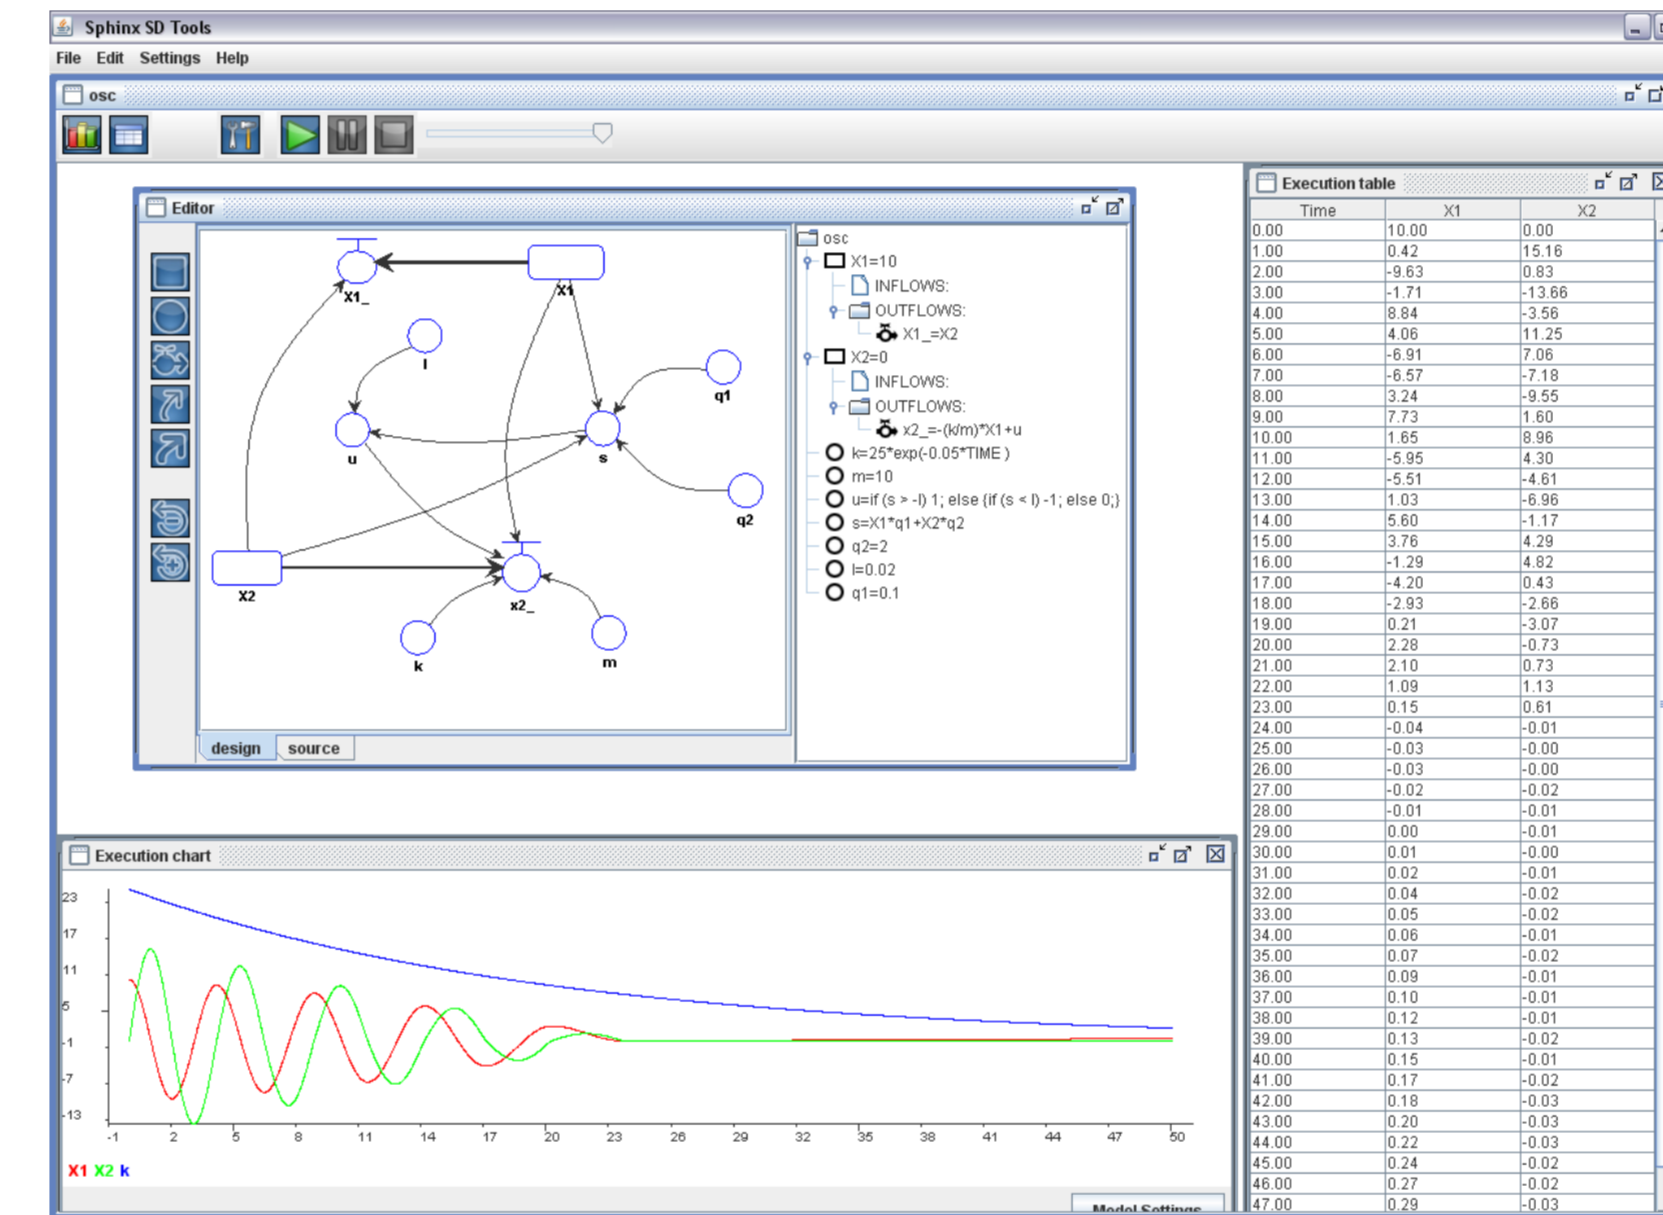 Sphinx SD Tools
File Edit Settings Help
osc
Editor
X1_
X1
l
q1
u
s
q2
X2
x2_
k
m
design source
osc
X1=10
INFLOWS:
OUTFLOWS:
X1_=X2
X2=0
INFLOWS:
OUTFLOWS:
x2_=-(k/m)*X1+u
k=25*exp(-0.05*TIME )
m=10
u=if (s > -l) 1; else {if (s < l) -1; else 0;}
s=X1*q1+X2*q2
q2=2
l=0.02
q1=0.1
Execution chart
23
17
11
5
-1
-7
-13
-1 2 5 8 11 14 17 20 23 26 29 32 35 38 41 44 47 50
X1 X2 k
Model Settings
Execution table
Time X1 X2
0.00 10.00 0.00
1.00 0.42 15.16
2.00 -9.63 0.83
3.00 -1.71 -13.66
4.00 8.84 -3.56
5.00 4.06 11.25
6.00 -6.91 7.06
7.00 -6.57 -7.18
8.00 3.24 -9.55
9.00 7.73 1.60
10.00 1.65 8.96
11.00 -5.95 4.30
12.00 -5.51 -4.61
13.00 1.03 -6.96
14.00 5.60 -1.17
15.00 3.76 4.29
16.00 -1.29 4.82
17.00 -4.20 0.43
18.00 -2.93 -2.66
19.00 0.21 -3.07
20.00 2.28 -0.73
21.00 2.10 0.73
22.00 1.09 1.13
23.00 0.15 0.61
24.00 -0.04 -0.01
25.00 -0.03 -0.00
26.00 -0.03 -0.00
27.00 -0.02 -0.02
28.00 -0.01 -0.01
29.00 0.00 -0.01
30.00 0.01 -0.00
31.00 0.02 -0.01
32.00 0.04 -0.02
33.00 0.05 -0.02
34.00 0.06 -0.01
35.00 0.07 -0.02
36.00 0.09 -0.01
37.00 0.10 -0.01
38.00 0.12 -0.01
39.00 0.13 -0.02
40.00 0.15 -0.01
41.00 0.17 -0.02
42.00 0.18 -0.03
43.00 0.20 -0.03
44.00 0.22 -0.03
45.00 0.24 -0.02
46.00 0.27 -0.02
47.00 0.29 -0.03